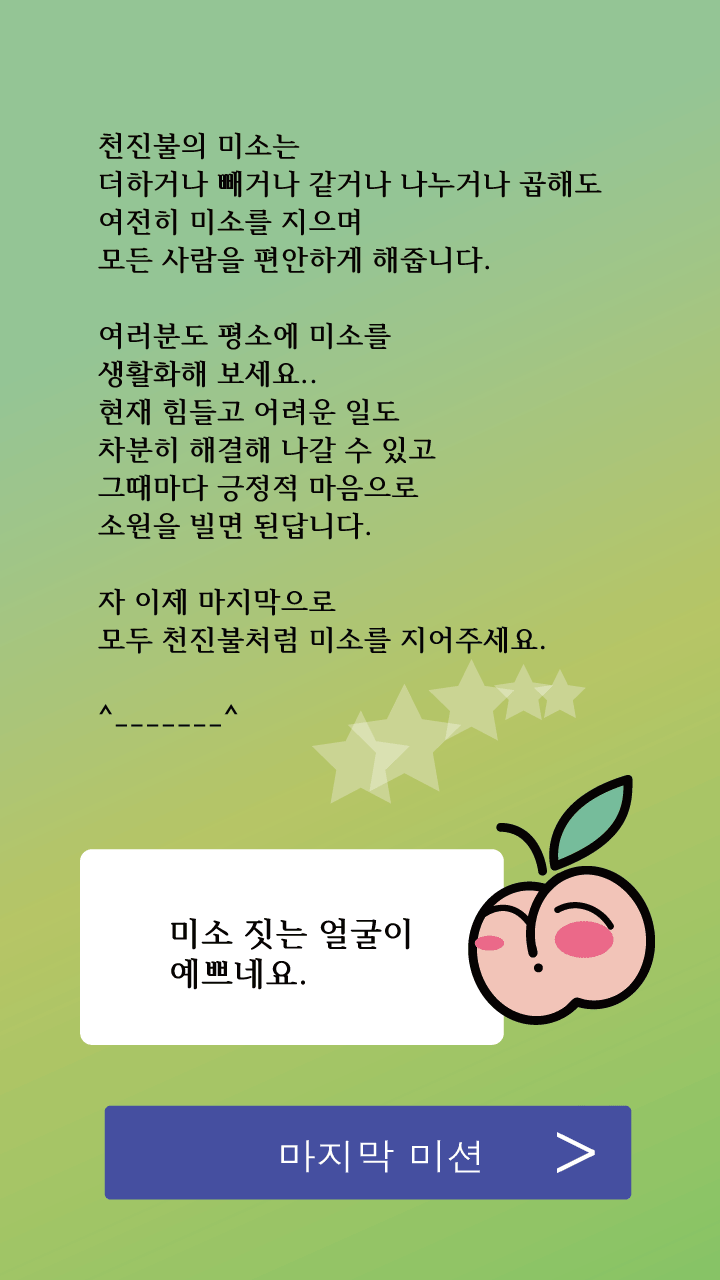 천진불의 미소는
더하거나 빼거나 같거나 나누거나 곱해도
여전히 미소를 지으며
모든 사람을 편안하게 해줍니다.
여러분도 평소에 미소를
생활화해 보세요..
현재 힘들고 어려운 일도
차분히 해결해 나갈 수 있고
그때마다 긍정적 마음으로
소원을 빌면 된답니다.
자 이제 마지막으로
모두 천진불처럼 미소를 지어주세요.
^_______^
미소 짓는 얼굴이
예쁘네요.
마지막 미션 >